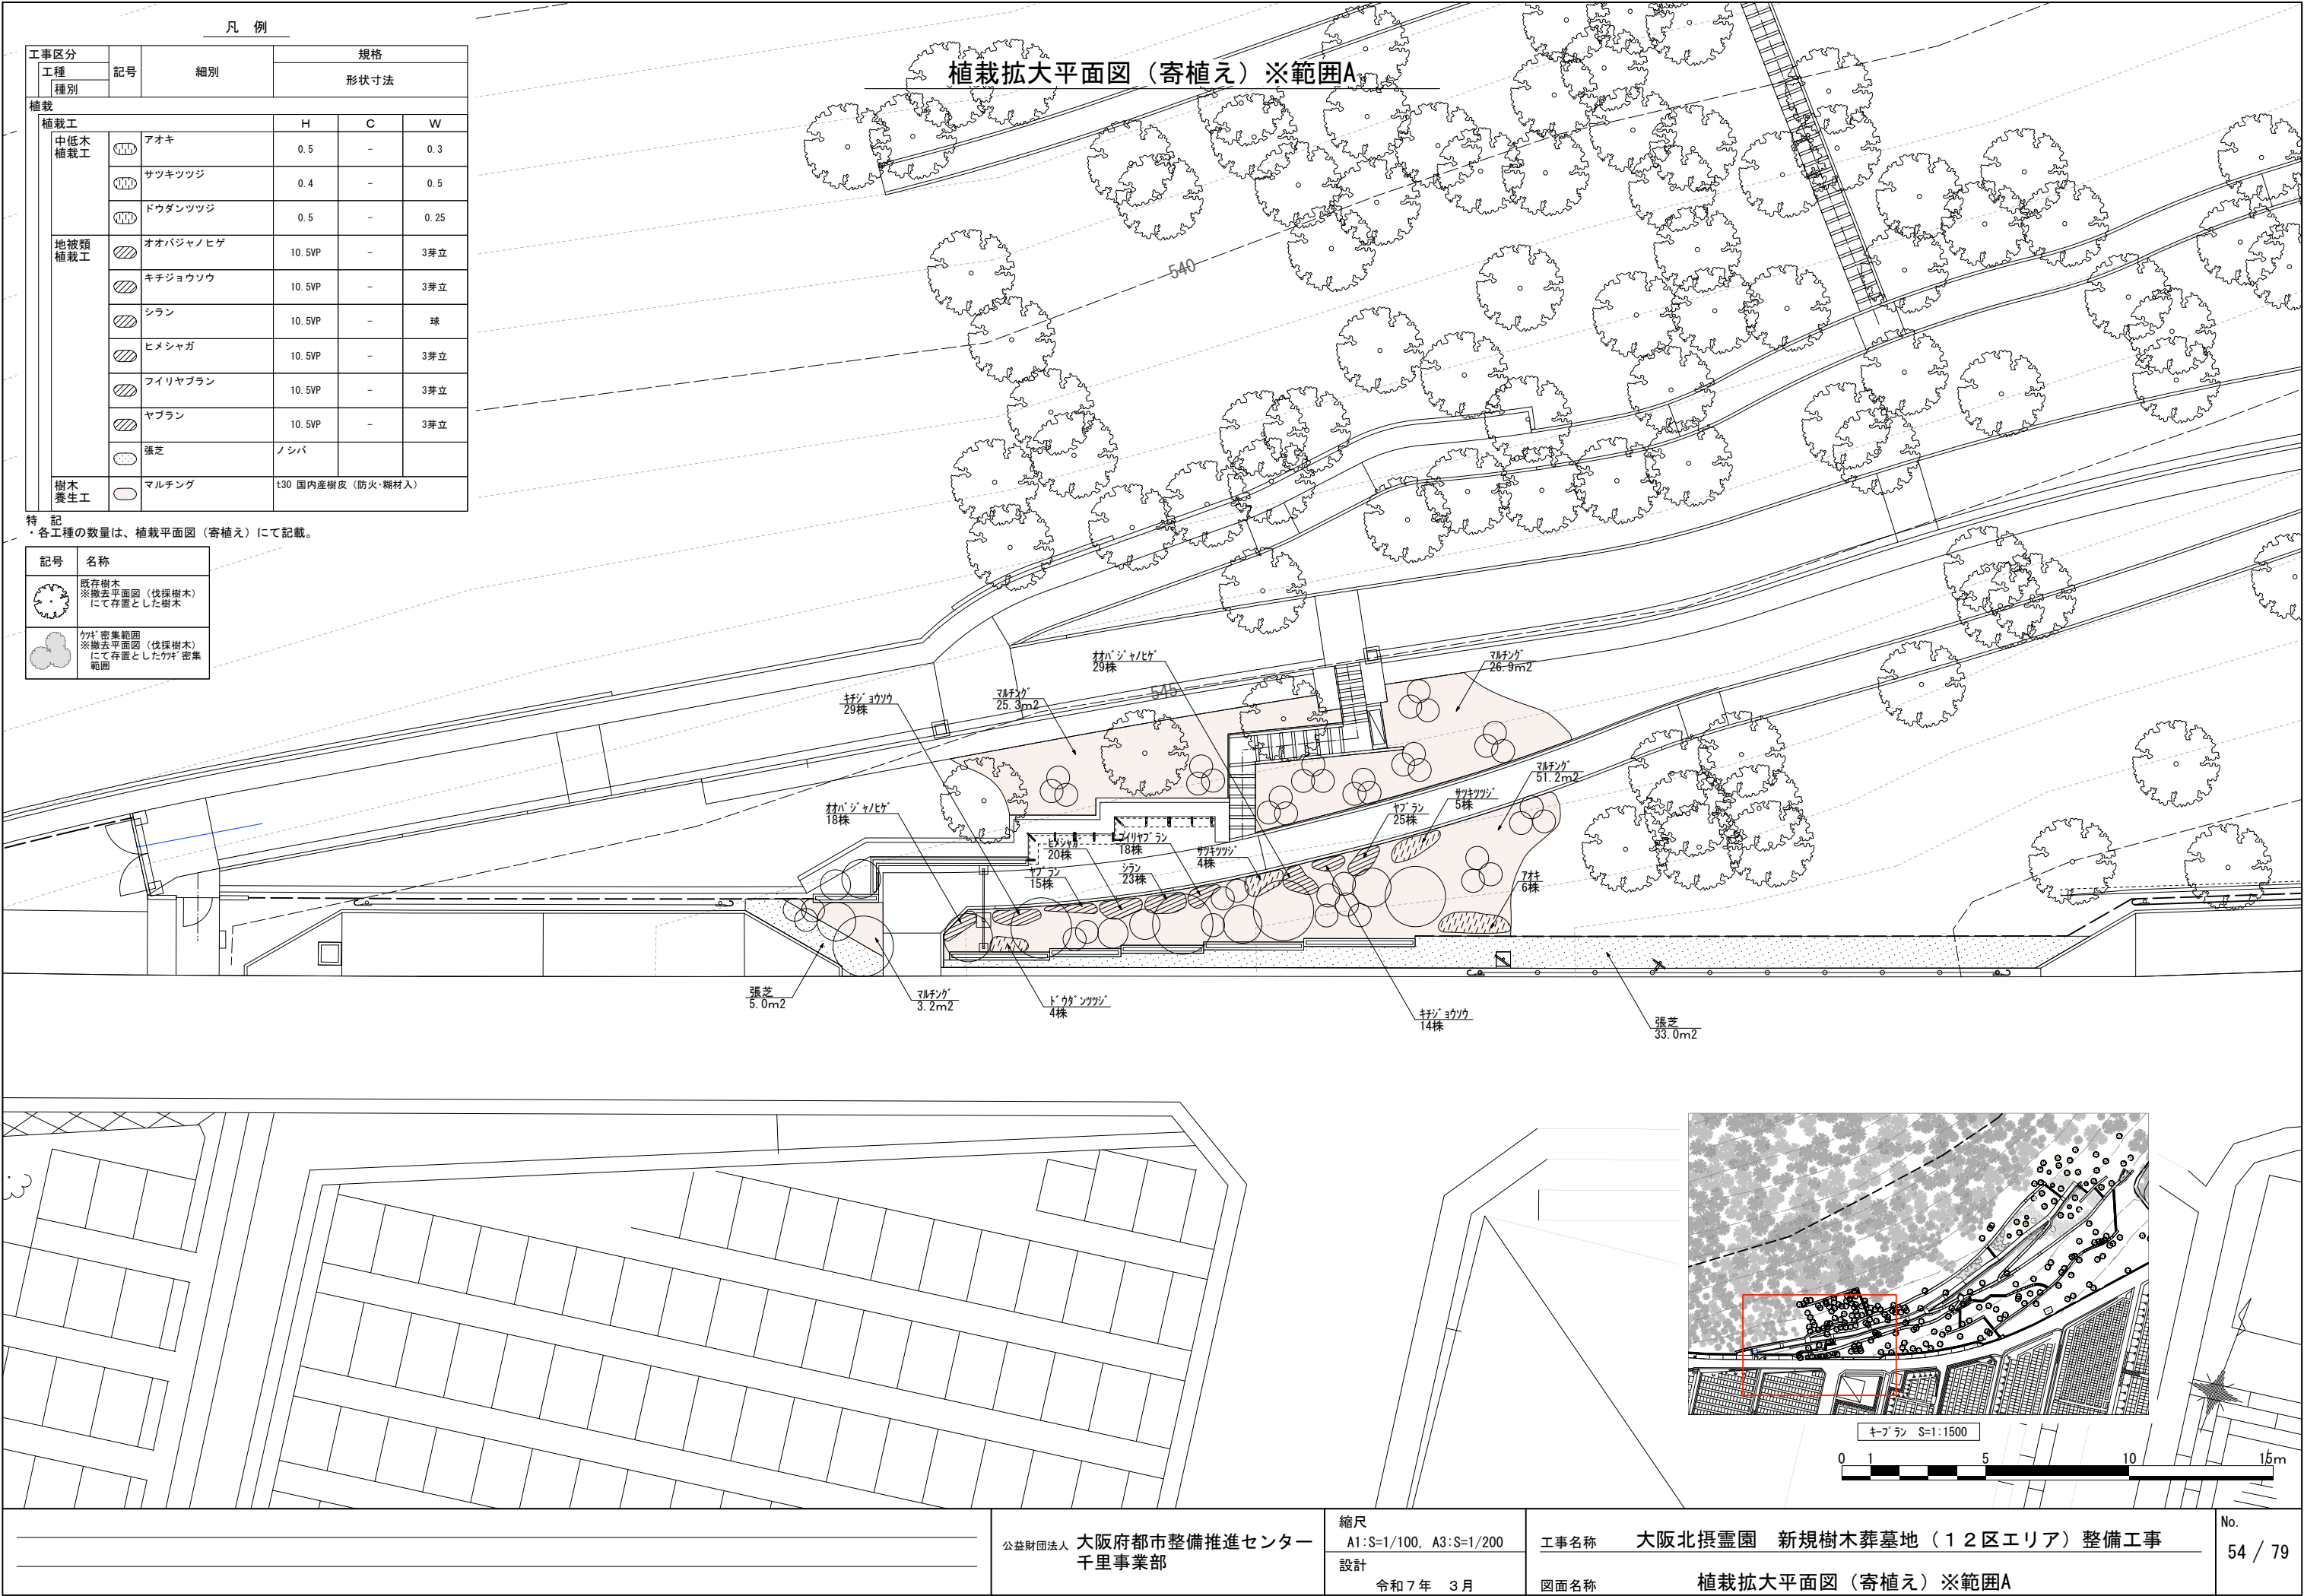 凡 例
工事区分 記号 細別 規格
工種 形状寸法
種別
植栽
植栽工 H C W
中低木植栽工 アオキ 0.5 - 0.3
サツキツツジ 0.4 - 0.5
ドウダンツツジ 0.5 - 0.25
地被類植栽工 オオバジャノヒゲ 10.5VP - 3芽立
キチジョウソウ 10.5VP - 3芽立
シラン 10.5VP - 球
ヒメシャガ 10.5VP - 3芽立
フイリヤブラン 10.5VP - 3芽立
ヤブラン 10.5VP - 3芽立
張芝 ノシバ
樹木養生工 マルチング t30 国内産樹皮（防火・糊材入）
特 記
・各工種の数量は、植栽平面図（寄植え）にて記載。
記号 名称
既存樹木
※撤去平面図（伐採樹木）
にて存置とした樹木
ウツギ密集範囲
※撤去平面図（伐採樹木）
にて存置としたウツギ密集
範囲
植栽拡大平面図（寄植え）※範囲A
540
545
オオバジャノヒゲ
29株
マルチング
26.9m2
キチジョウソウ
29株
マルチング
25.3m2
マルチング
51.2m2
サツキツツジ
5株
ヤブラン
25株
オオバジャノヒゲ
18株
ヒメシャガ
20株
フイリヤブラン
18株
サツキツツジ
4株
ヤブラン
15株
シラン
23株
アオキ
6株
張芝
5.0m2
マルチング
3.2m2
ドウダンツツジ
4株
キチジョウソウ
14株
張芝
33.0m2
キープラン S=1:1500
0 1 5 10 15m
公益財団法人 大阪府都市整備推進センター
千里事業部
縮尺
A1:S=1/100, A3:S=1/200
設計
令和７年 ３月
工事名称 大阪北摂霊園 新規樹木葬墓地（１２区エリア）整備工事
図面名称 植栽拡大平面図（寄植え）※範囲A
No.
54 / 79